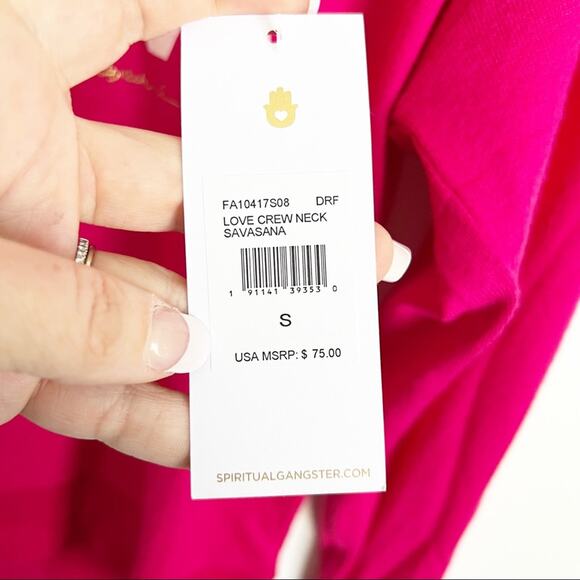 FA10417S08 DRF
LOVE CREW NECK
SAVASANA
1 91141 39353 0
S
USA MSRP: $ 75.00
SPIRITUALGANGSTER.COM